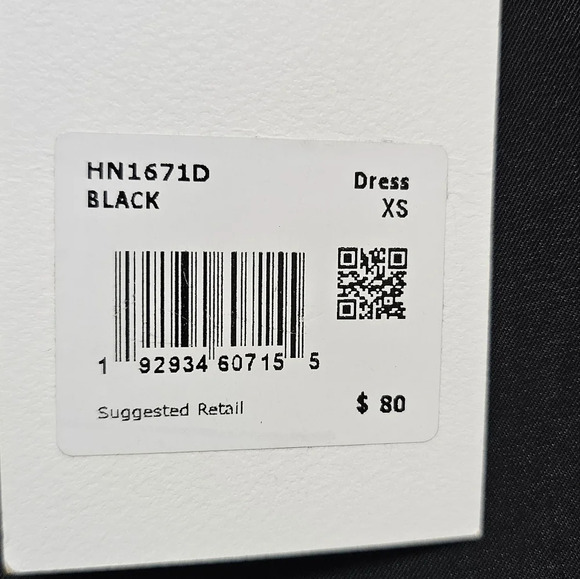 HN1671D
BLACK
Dress
XS
1 92934 60715 5
Suggested Retail
$ 80